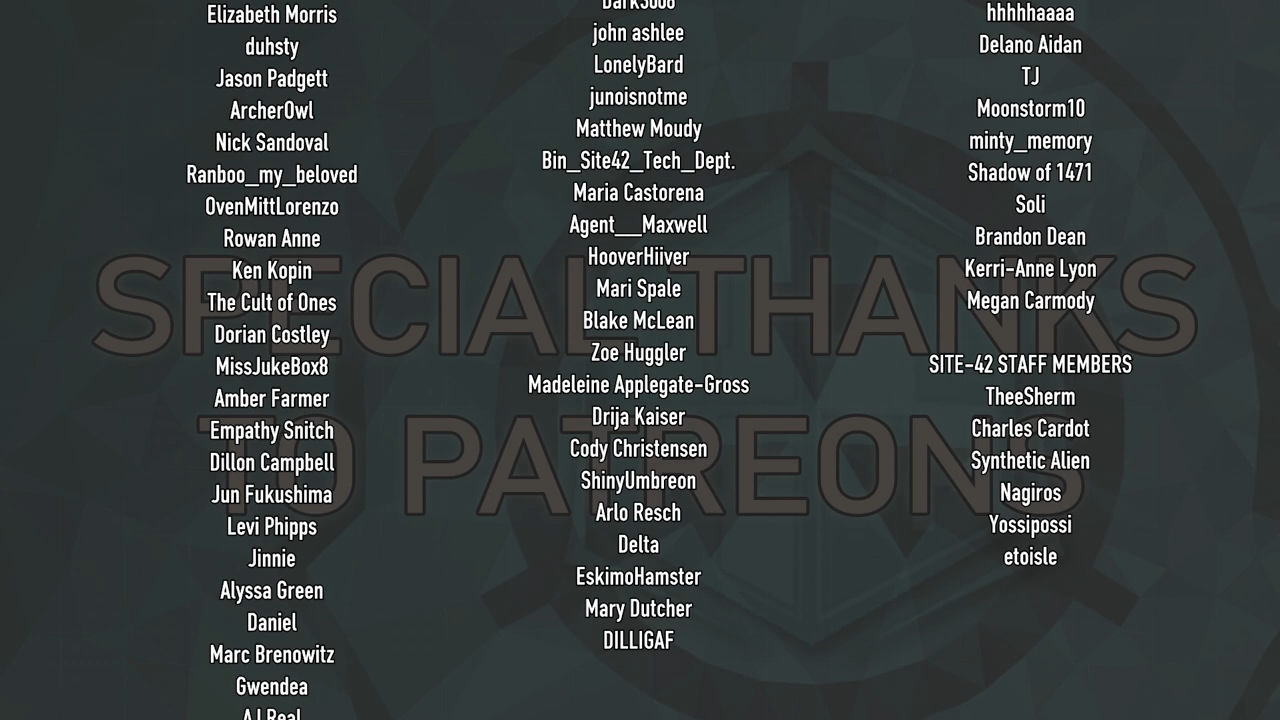 Elizabeth Morris
duhsty
Jason Padgett
ArcherOwl
Nick Sandoval
Ranboo_my_beloved
OvenMittLorenzo
Rowan Anne
Ken Kopin
The Cult of Ones
Dorian Costley
MissJukeBox8
Amber Farmer
Empathy Snitch
Dillon Campbell
Jun Fukushima
Levi Phipps
Jinnie
Alyssa Green
Daniel
Marc Brenowitz
Gwendea
AJ Real
john ashlee
LonelyBard
junoisnotme
Matthew Moudy
Bin_Site42_Tech_Dept.
Maria Castorena
Agent__Maxwell
HooverHiiver
Mari Spale
Blake McLean
Zoe Huggler
Madeleine Applegate-Gross
Drija Kaiser
Cody Christensen
ShinyUmbreon
Arlo Resch
Delta
EskimoHamster
Mary Dutcher
DILLIGAF
hhhhhaaaa
Delano Aidan
TJ
Moonstorm10
minty_memory
Shadow of 1471
Soli
Brandon Dean
Kerri-Anne Lyon
Megan Carmody
SITE-42 STAFF MEMBERS
TheeSherm
Charles Cardot
Synthetic Alien
Nagiros
Yossipossi
etoisle
SPECIAL THANKS
TO PATREONS